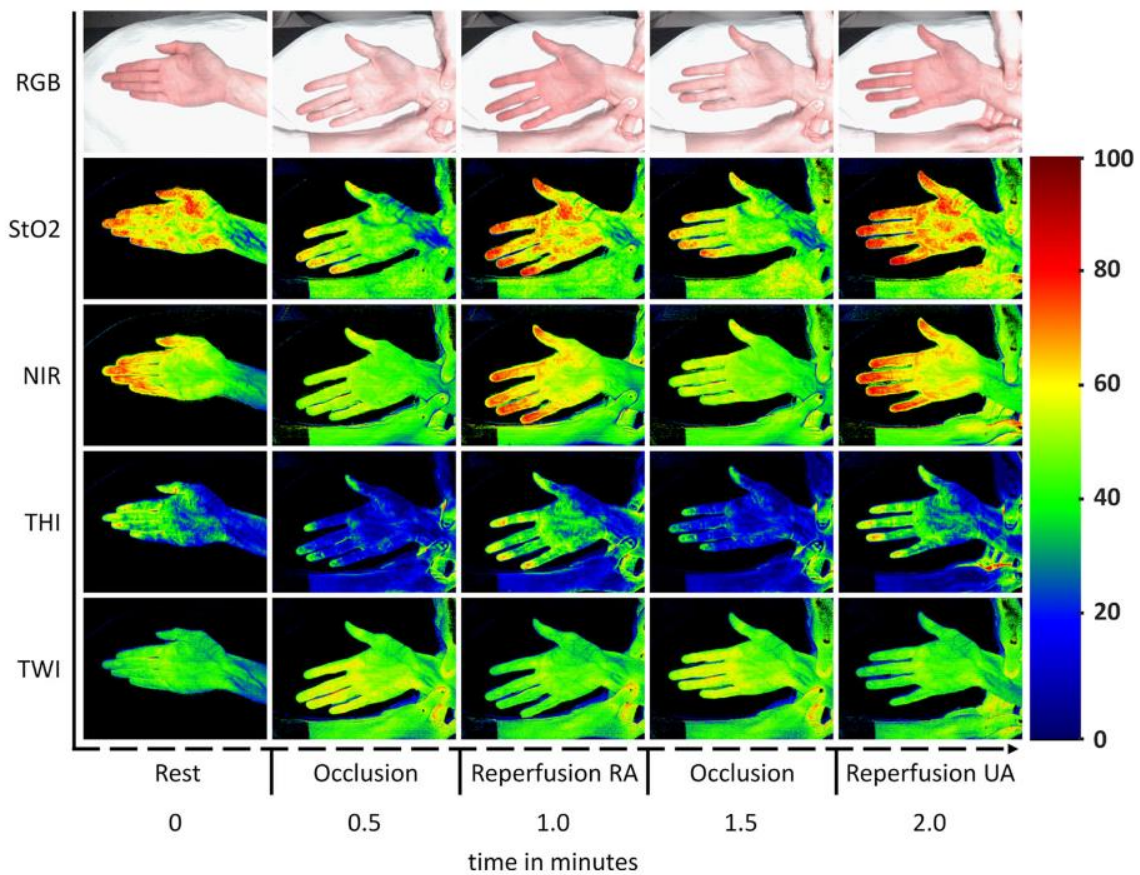 RGB
StO2
NIR
THI
TWI
100
80
60
40
20
0
Rest
Occlusion
Reperfusion RA
Occlusion
Reperfusion UA
0
0.5
1.0
1.5
2.0
time in minutes